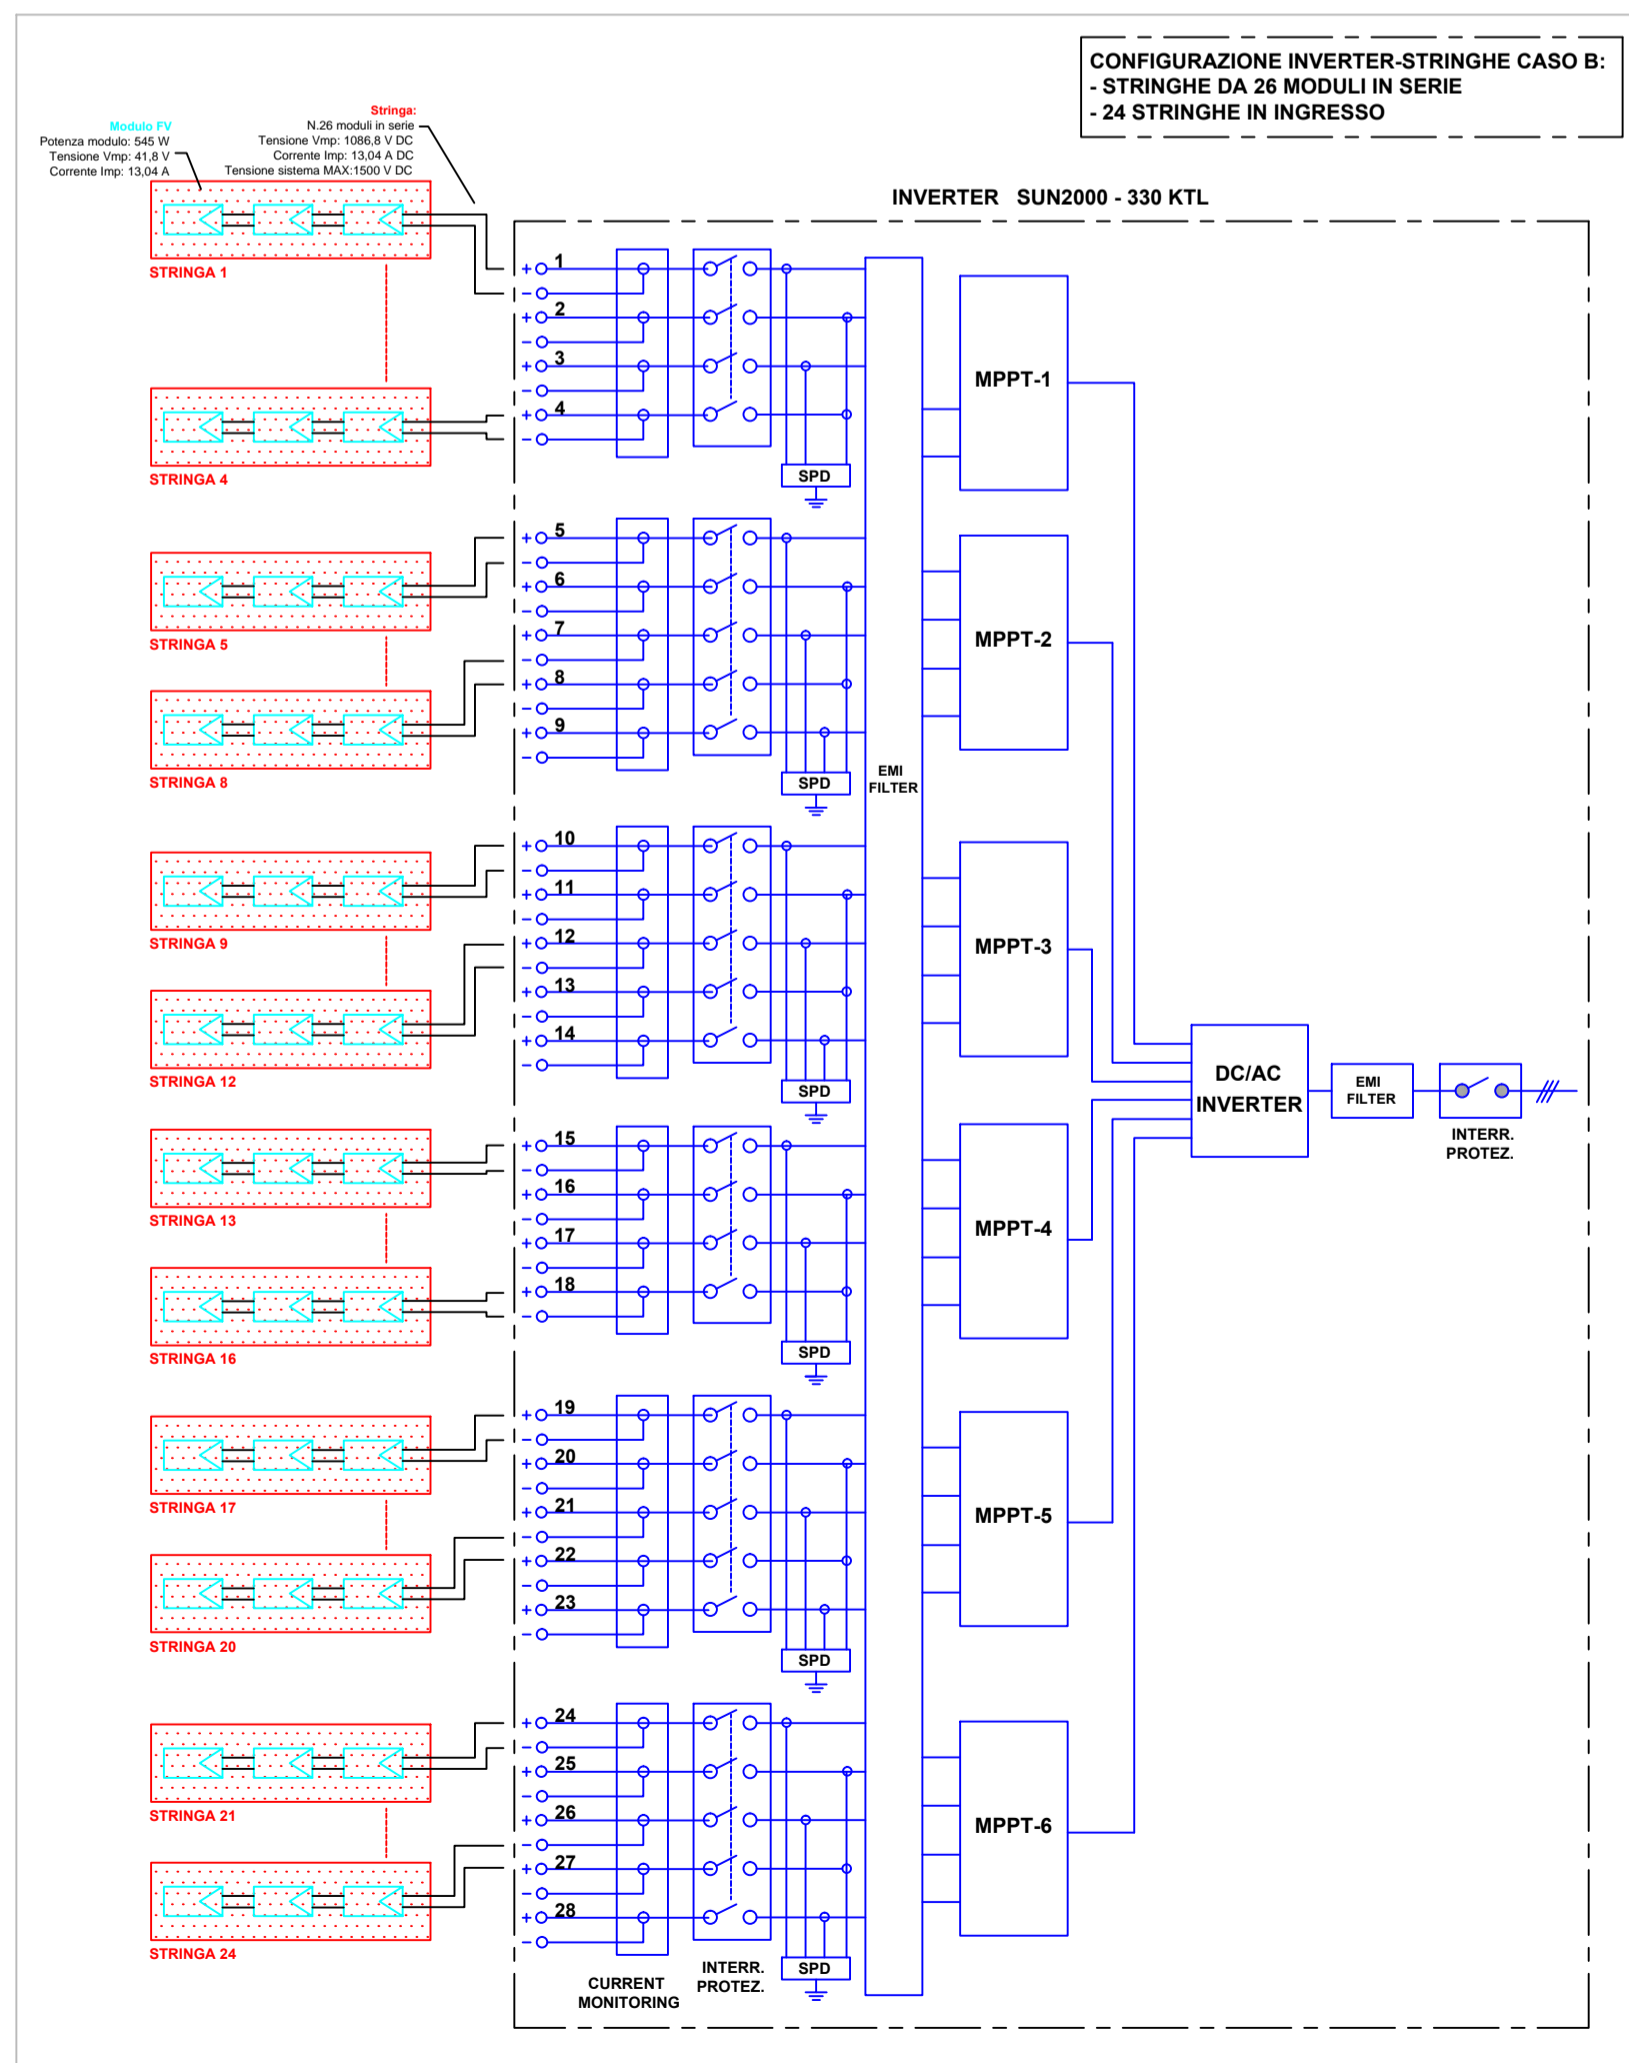 CONFIGURAZIONE INVERTER-STRINGHE CASO B:
- STRINGHE DA 26 MODULI IN SERIE
- 24 STRINGHE IN INGRESSO
Modulo FV
Potenza modulo: 545 W
Tensione Vmp: 41,8 V
Corrente Imp: 13,04 A
Stringa:
N.26 moduli in serie
Tensione Vmp: 1086,8 V DC
Corrente Imp: 13,04 A DC
Tensione sistema MAX:1500 V DC
INVERTER SUN2000 - 330 KTL
STRINGA 1
STRINGA 4
STRINGA 5
STRINGA 8
STRINGA 9
STRINGA 12
STRINGA 13
STRINGA 16
STRINGA 17
STRINGA 20
STRINGA 21
STRINGA 24
+ 1
-
+ 2
-
+ 3
-
+ 4
-
SPD
+ 5
-
+ 6
-
+ 7
-
+ 8
-
+ 9
-
SPD
+ 10
-
+ 11
-
+ 12
-
+ 13
-
+ 14
-
SPD
+ 15
-
+ 16
-
+ 17
-
+ 18
-
SPD
+ 19
-
+ 20
-
+ 21
-
+ 22
-
+ 23
-
SPD
+ 24
-
+ 25
-
+ 26
-
+ 27
-
+ 28
-
SPD
CURRENT
MONITORING
INTERR.
PROTEZ.
EMI
FILTER
MPPT-1
MPPT-2
MPPT-3
MPPT-4
MPPT-5
MPPT-6
DC/AC
INVERTER
EMI
FILTER
INTERR.
PROTEZ.